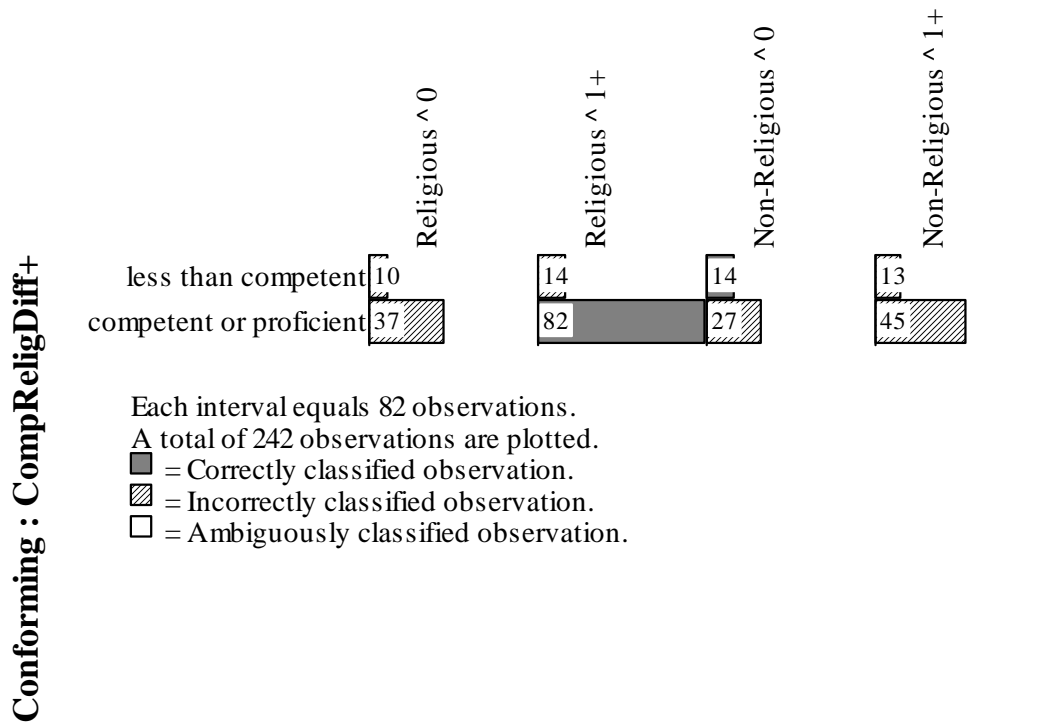 Conforming : CompReligDiff+
Religious ^ 0
Religious ^ 1+
Non-Religious ^ 0
Non-Religious ^ 1+
less than competent 10 14 14 13
competent or proficient 37 82 27 45
Each interval equals 82 observations.
A total of 242 observations are plotted.
= Correctly classified observation.
= Incorrectly classified observation.
= Ambiguously classified observation.